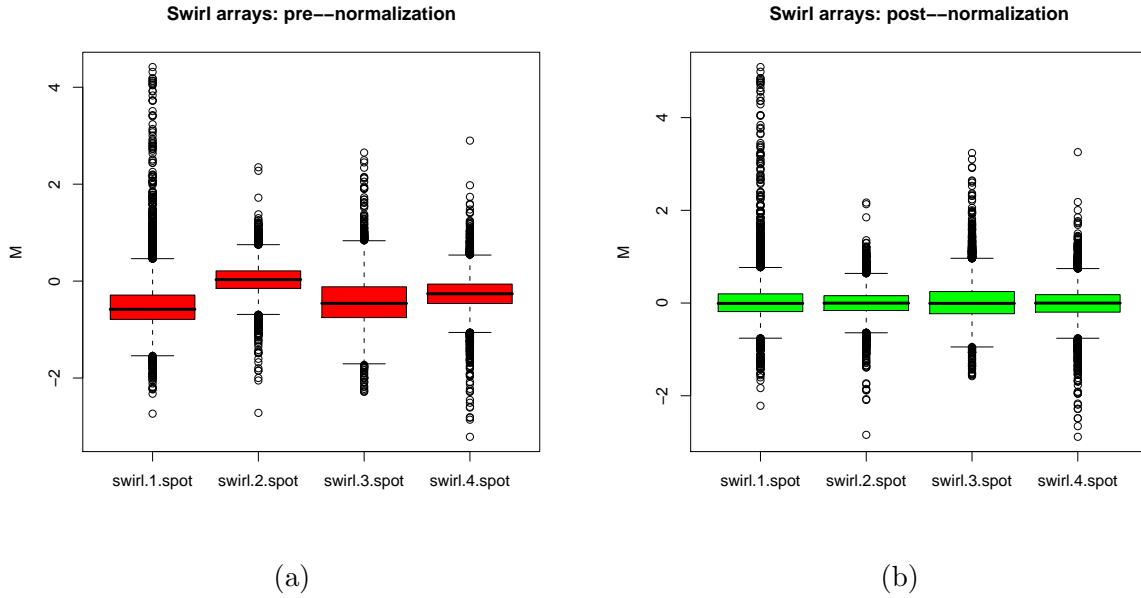 Swirl arrays: pre−−normalization
M
4
2
0
−2
swirl.1.spot swirl.2.spot swirl.3.spot swirl.4.spot
(a)
Swirl arrays: post−−normalization
M
4
2
0
−2
swirl.1.spot swirl.2.spot swirl.3.spot swirl.4.spot
(b)